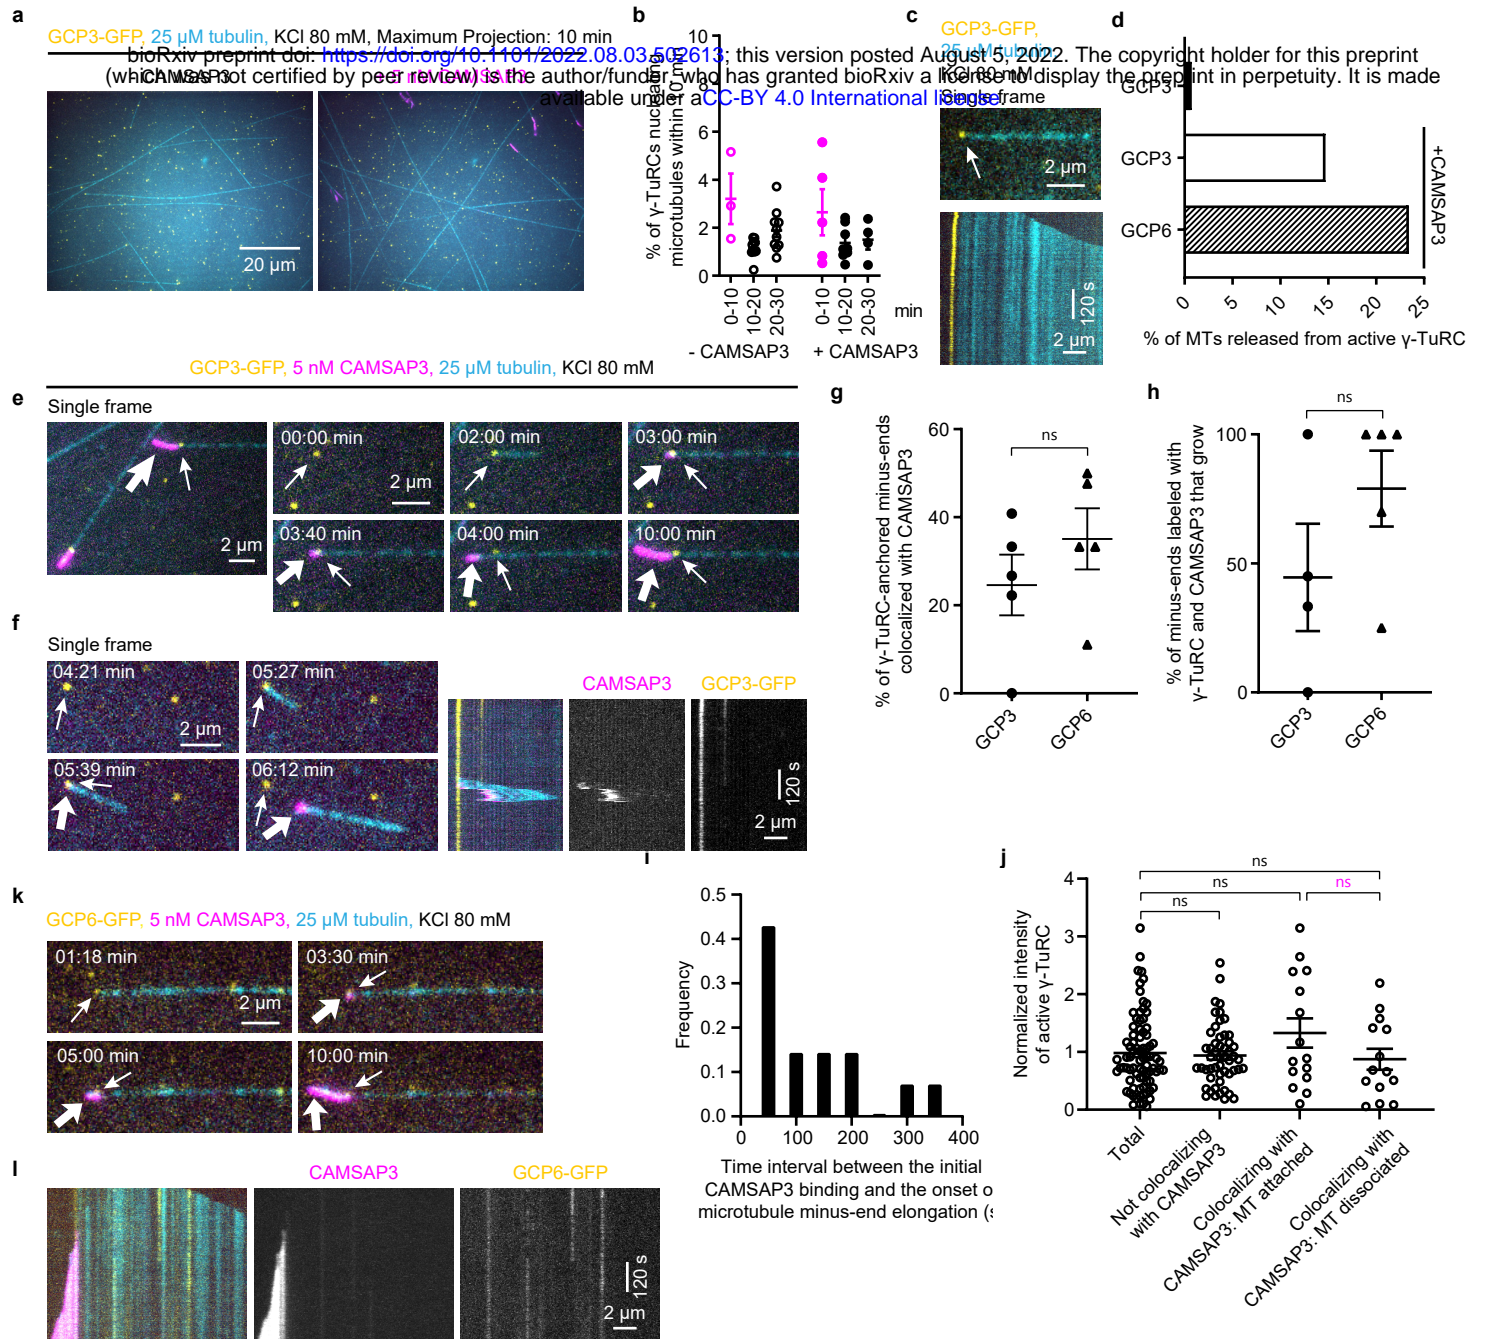 a
GCP3-GFP, 25 µM tubulin, KCl 80 mM, Maximum Projection: 10 min
bioRxiv preprint doi: https://doi.org/10.1101/2022.08.03.502613; this version posted August 5, 2022. The copyright holder for this preprint
(which was not certified by peer review) is the author/funder, who has granted bioRxiv a license to display the preprint in perpetuity. It is made
available under aCC-BY 4.0 International license.
- CAMSAP3
CAMSAP3
20 µm
b
% of γ-TuRCs nucleating
microtubules within
10
8
6
4
2
0
0-10
10-20
20-30
0-10
10-20
20-30
min
- CAMSAP3
+ CAMSAP3
c
GCP3-GFP,
25 µM tubulin,
KCl 80 mM
Single frame
2 µm
120 s
2 µm
d
GCP3
GCP3
GCP6
+CAMSAP3
0
5
10
15
20
25
% of MTs released from active γ-TuRC
GCP3-GFP, 5 nM CAMSAP3, 25 µM tubulin, KCl 80 mM
e
Single frame
2 µm
00:00 min
2 µm
02:00 min
03:00 min
03:40 min
04:00 min
10:00 min
f
Single frame
04:21 min
2 µm
05:27 min
05:39 min
06:12 min
CAMSAP3
GCP3-GFP
120 s
2 µm
g
% of γ-TuRC-anchored minus-ends
colocalized with CAMSAP3
60
40
20
0
ns
GCP3
GCP6
h
% of minus-ends labeled with
γ-TuRC and CAMSAP3 that grow
100
50
0
ns
GCP3
GCP6
Frequency
0.5
0.4
0.3
0.2
0.1
0.0
0
100
200
300
400
Time interval between the initial
CAMSAP3 binding and the onset o
microtubule minus-end elongation (
j
Normalized intensity
of active γ-TuRC
4
3
2
1
0
ns
ns
ns
ns
Total
Not colocalizing
with CAMSAP3
Colocalizing with
CAMSAP3: MT attached
Colocalizing with
CAMSAP3: MT dissociated
k
GCP6-GFP, 5 nM CAMSAP3, 25 µM tubulin, KCl 80 mM
01:18 min
2 µm
03:30 min
05:00 min
10:00 min
l
CAMSAP3
GCP6-GFP
120 s
2 µm